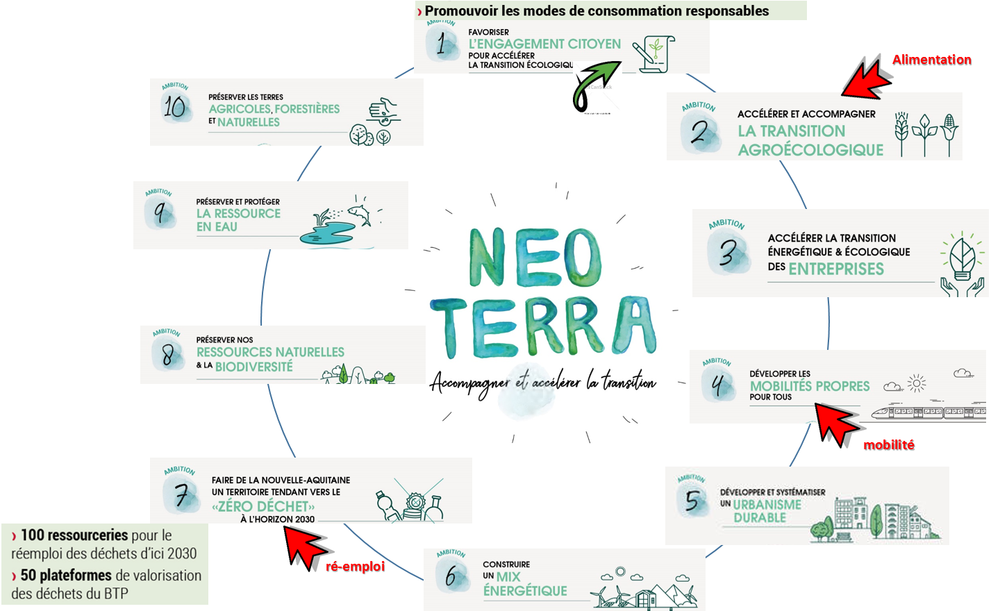 › Promouvoir les modes de consommation responsables
AMBITION
1
FAVORISER
L'ENGAGEMENT CITOYEN
POUR ACCÉLÉRER
LA TRANSITION ÉCOLOGIQU
CanStock
Alimentation
AMBITION
2
ACCÉLÉRER ET ACCOMPAGNER
LA TRANSITION
AGROÉCOLOGIQUE
AMBITION
3
ACCÉLÉRER LA TRANSITION
ÉNERGÉTIQUE & ÉCOLOGIQUE
DES ENTREPRISES
AMBITION
4
DÉVELOPPER LES
MOBILITÉS PROPRES
POUR TOUS
mobilité
AMBITION
5
DÉVELOPPER ET SYSTÉMATISER
UN URBANISME
DURABLE
AMBITION
6
CONSTRUIRE
UN MIX
ÉNERGÉTIQUE
AMBITION
7
FAIRE DE LA NOUVELLE-AQUITAINE
UN TERRITOIRE TENDANT VERS LE
«ZÉRO DÉCHET»
À L'HORIZON 2030
ré-emploi
› 100 ressourceries pour le
réemploi des déchets d'ici 2030
› 50 plateformes de valorisation
des déchets du BTP
AMBITION
8
PRÉSERVER NOS
RESSOURCES NATURELLES
& LA BIODIVERSITÉ
AMBITION
9
PRÉSERVER ET PROTÉGER
LA RESSOURCE
EN EAU
AMBITION
10
PRÉSERVER LES TERRES
AGRICOLES, FORESTIÈRES
ET NATURELLES
NEO
TERRA
Accompagner et accélérer la transition